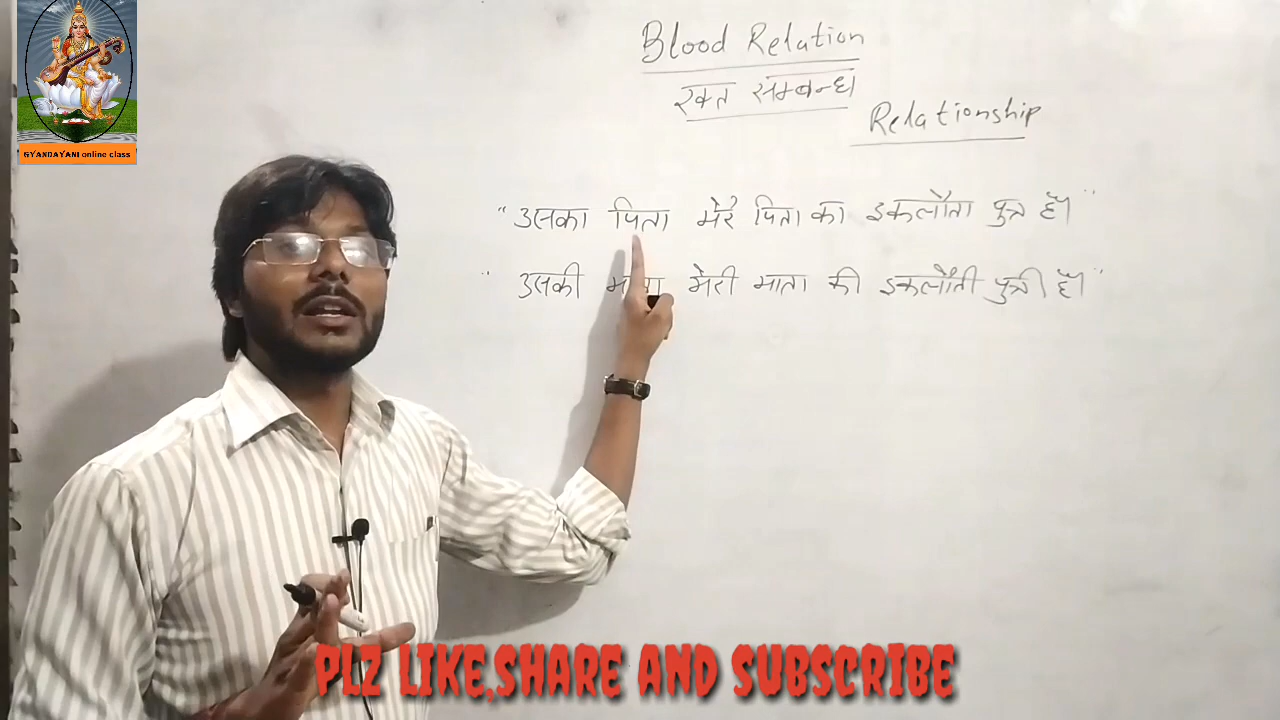 GYANDAYANI online class
Blood Relation
रक्त सम्बन्ध
Relationship
"उसका पिता मेरे पिता का इकलौता पुत्र है।"
"उसकी माता मेरी माता की इकलौती पुत्री है।"
PLZ LIKE,SHARE AND SUBSCRIBE